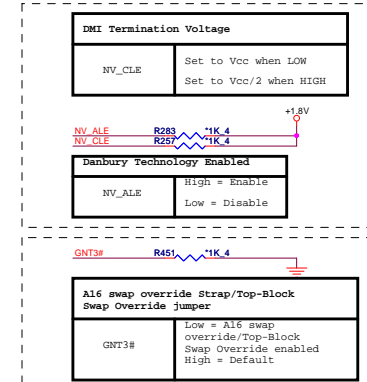 DMI Termination Voltage
NV_CLE
Set to Vcc when LOW
Set to Vcc/2 when HIGH
+1.8V
NV_ALE R283 *1K_4
NV_CLE R257 *1K_4
Danbury Technology Enabled
NV_ALE
High = Enable
Low = Disable
GNT3# R451 *1K_4
A16 swap override Strap/Top-Block
Swap Override jumper
GNT3#
Low = A16 swap
override/Top-Block
Swap Override enabled
High = Default